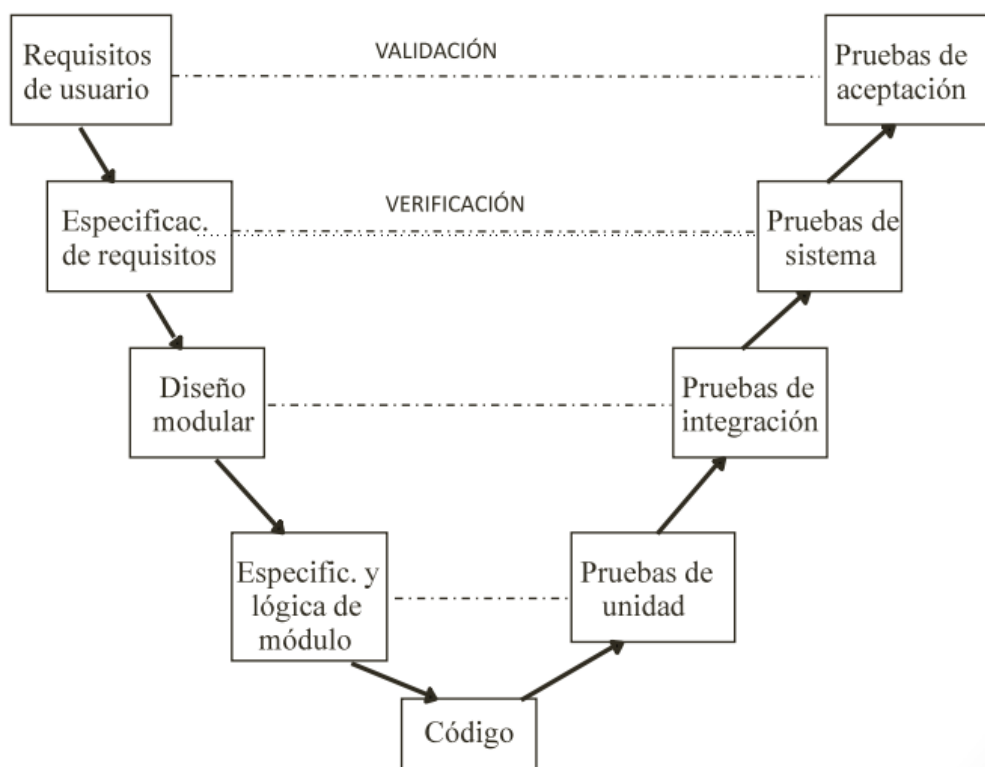 Requisitos
de usuario
VALIDACIÓN
Pruebas de
aceptación
Especificac.
de requisitos
VERIFICACIÓN
Pruebas de
sistema
Diseño
modular
Pruebas de
integración
Especific. y
lógica de
módulo
Pruebas de
unidad
Código